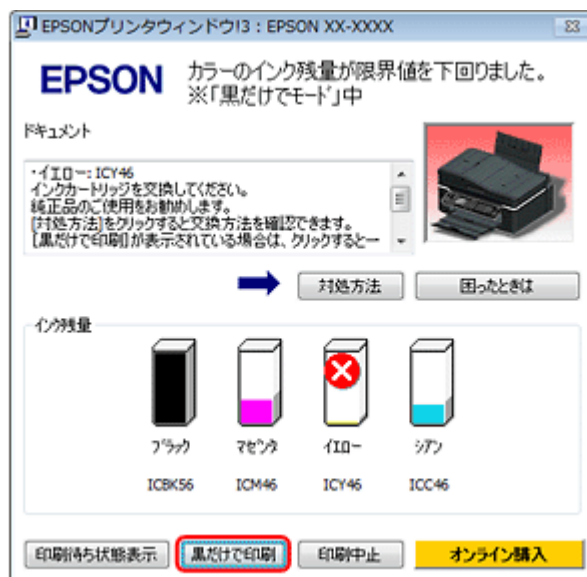 EPSONプリンタウィンドウ!3 : EPSON XX-XXXX
EPSON
カラーのインク残量が限界値を下回りました。
※「黒だけでモード」中
ドキュメント
・イエロー: ICY46
インクカートリッジを交換してください。
純正品のご使用をお勧めします。
[対処方法]をクリックすると交換方法を確認できます。
[黒だけで印刷]が表示されている場合は、クリックすると一
対処方法
困ったときは
インク残量
ブラック
マゼンタ
イエロー
シアン
ICBK56
ICM46
ICY46
ICC46
印刷待ち状態表示
黒だけで印刷
印刷中止
オンライン購入